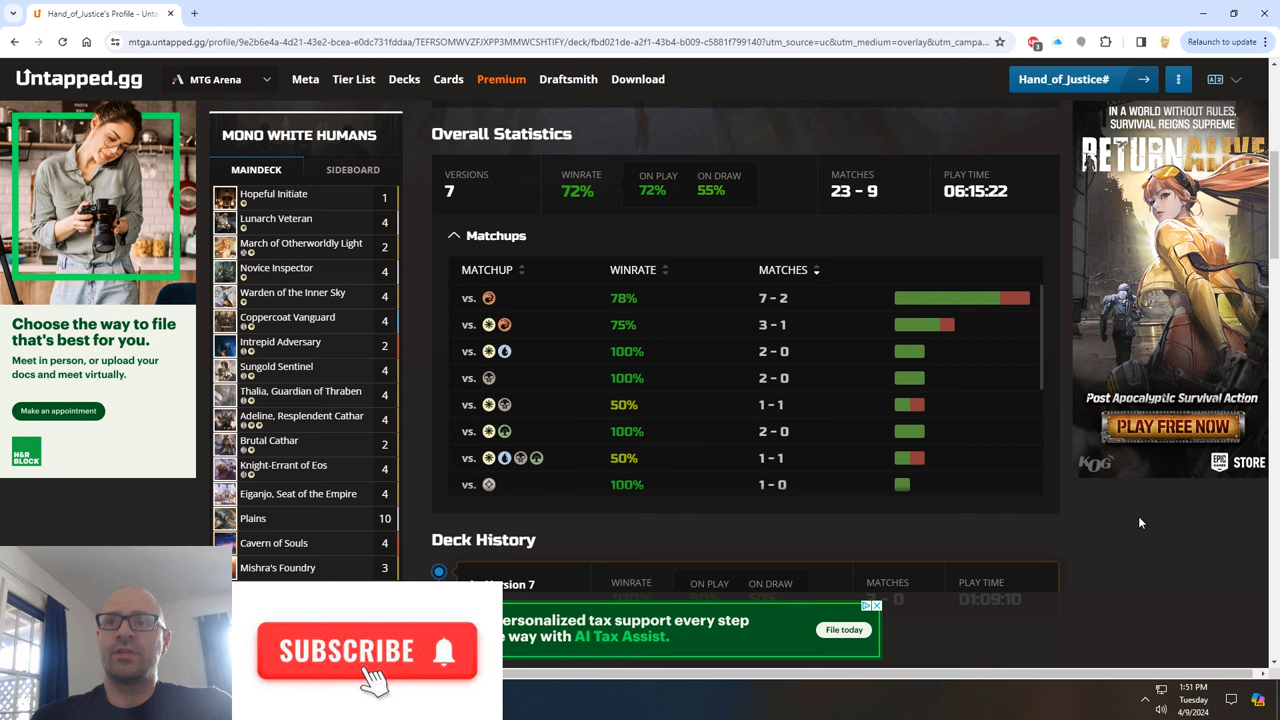 Hand_of_Justice's Profile - Unta
mtga.untapped.gg/profile/9e2b6e4a-4d21-43e2-bcea-e0dc731fddaa/TEFRSOMWVZFJXPP3MMWCSHTIFY/deck/fbd021de-a2f1-43b4-b009-c5881f799140?utm_source=uc&utm_medium=overlay&utm_campa...
3
Relaunch to update
Untapped.gg
MTG Arena
Meta
Tier List
Decks
Cards
Premium
Draftsmith
Download
Hand_of_Justice#
Choose the way to file
that's best for you.
Meet in person, or upload your
docs and meet virtually.
Make an appointment
H&R
BLOCK
MONO WHITE HUMANS
MAINDECK
SIDEBOARD
Hopeful Initiate 1
Lunarch Veteran 4
March of Otherworldly Light 2
Novice Inspector 4
Warden of the Inner Sky 4
Coppercoat Vanguard 4
Intrepid Adversary 2
Sungold Sentinel 4
Thalia, Guardian of Thraben 4
Adeline, Resplendent Cathar 4
Brutal Cathar 2
Knight-Errant of Eos 4
Eiganjo, Seat of the Empire 4
Plains 10
Cavern of Souls 4
Mishra's Foundry 3
Overall Statistics
VERSIONS
7
WINRATE
72%
ON PLAY
72%
ON DRAW
55%
MATCHES
23 - 9
PLAY TIME
06:15:22
Matchups
MATCHUP WINRATE MATCHES
vs. 78% 7 - 2
vs. 75% 3 - 1
vs. 100% 2 - 0
vs. 100% 2 - 0
vs. 50% 1 - 1
vs. 100% 2 - 0
vs. 50% 1 - 1
vs. 100% 1 - 0
Deck History
Version 7
WINRATE
ON PLAY
ON DRAW
MATCHES
PLAY TIME
01:09:10
ersonalized tax support every step
e way with AI Tax Assist.
File today
SUBSCRIBE
IN A WORLD WITHOUT RULES.
SURVIVAL REIGNS SUPREME
RETURN ALIVE
Post Apocalyptic Survival Action
PLAY FREE NOW
KOG
EPIC
GAMES
STORE
1:51 PM
Tuesday
4/9/2024